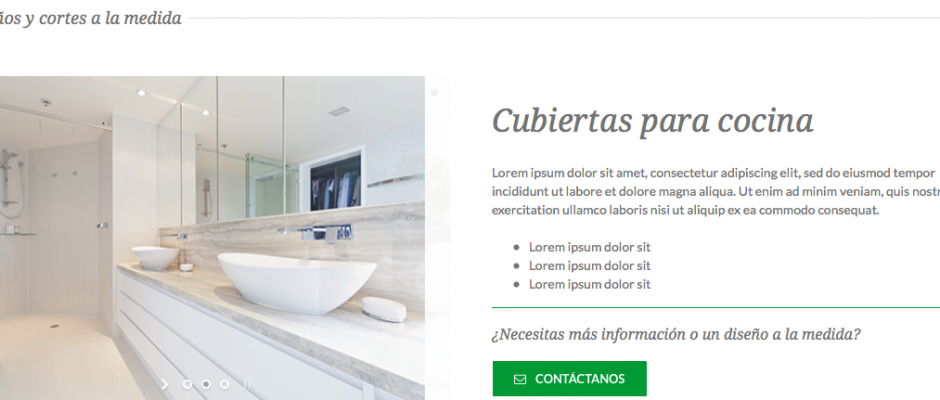 ños y cortes a la medida
Cubiertas para cocina
Lorem ipsum dolor sit amet, consectetur adipiscing elit, sed do eiusmod tempor
incididunt ut labore et dolore magna aliqua. Ut enim ad minim veniam, quis nostr
exercitation ullamco laboris nisi ut aliquip ex ea commodo consequat.
Lorem ipsum dolor sit
Lorem ipsum dolor sit
Lorem ipsum dolor sit
¿Necesitas más información o un diseño a la medida?
CONTÁCTANOS